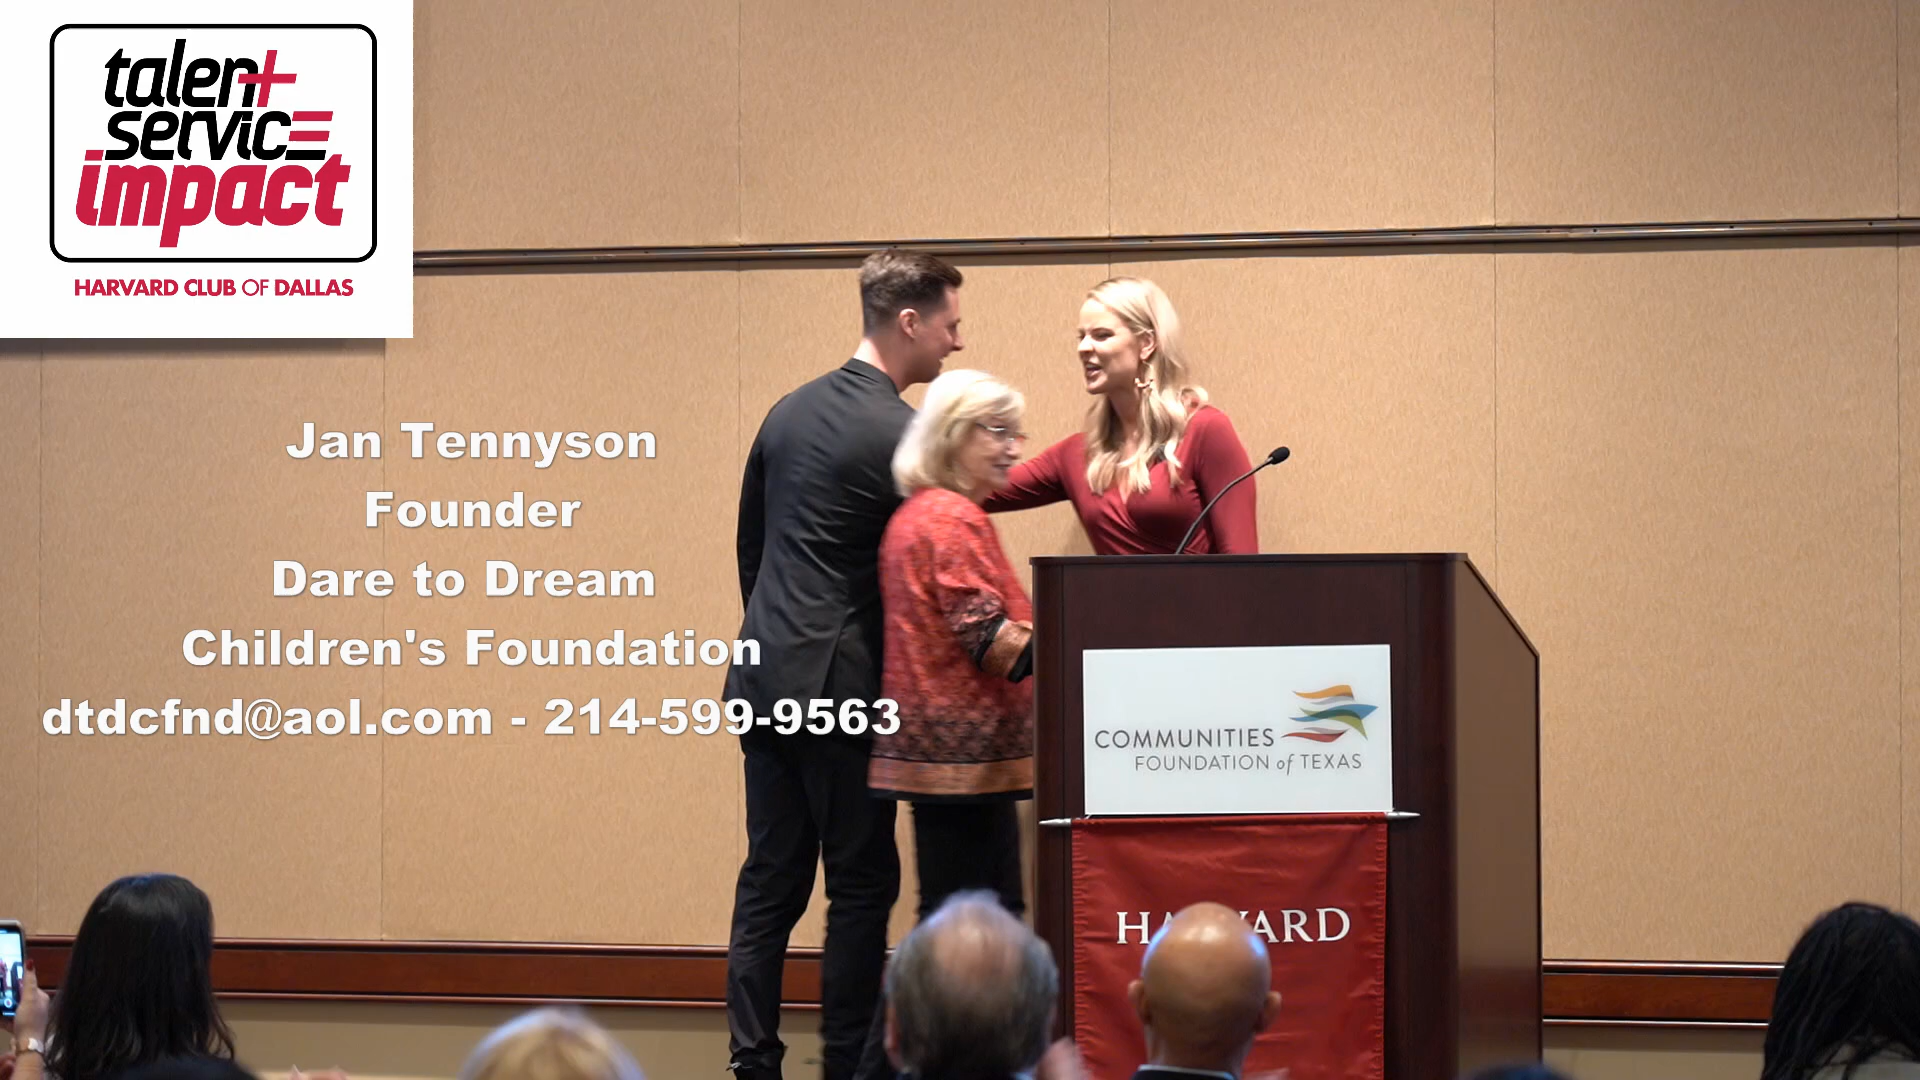 talent
service
impact
HARVARD CLUB OF DALLAS
Jan Tennyson
Founder
Dare to Dream
Children's Foundation
dtdcfnd@aol.com - 214-599-9563
COMMUNITIES
FOUNDATION of TEXAS
HARVARD